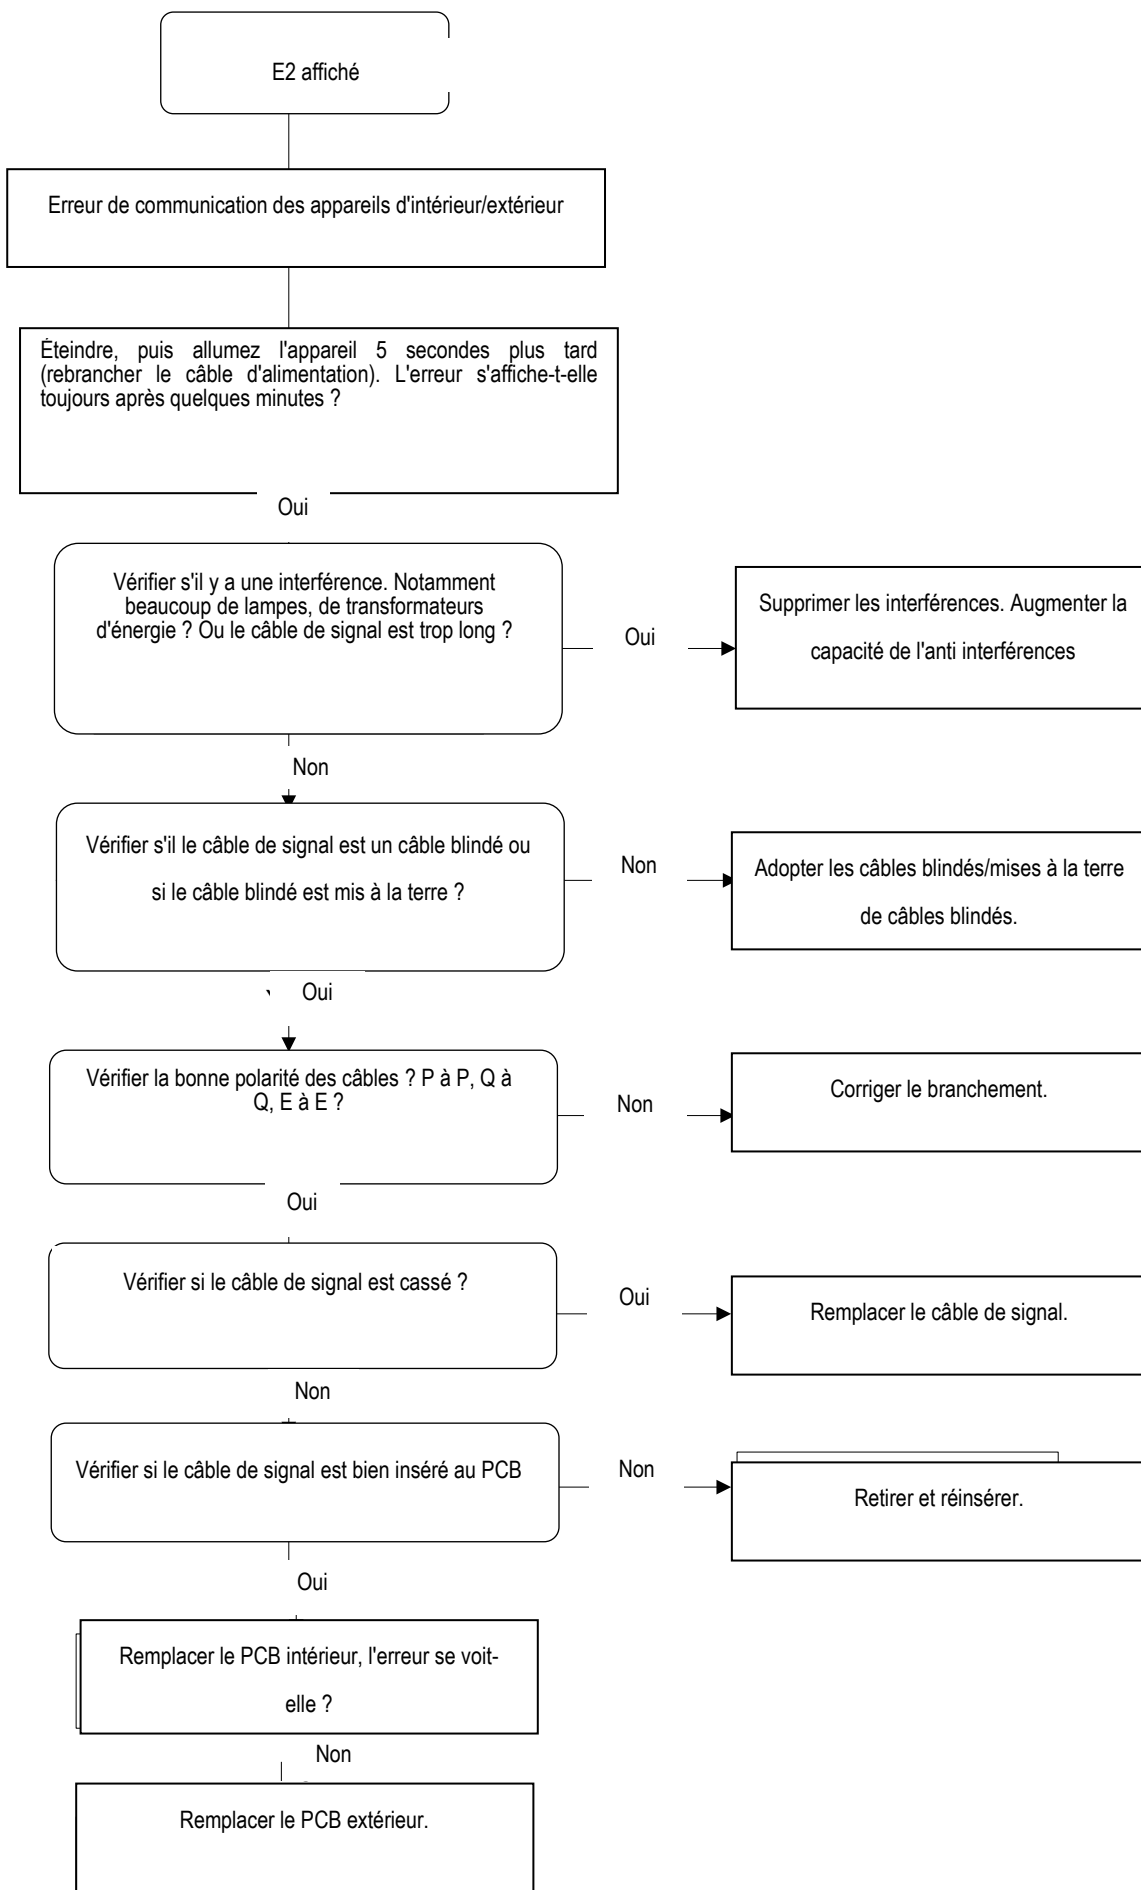 E2 affiché
Erreur de communication des appareils d'intérieur/extérieur
Éteindre, puis allumez l'appareil 5 secondes plus tard
(rebrancher le câble d'alimentation). L'erreur s'affiche-t-elle
toujours après quelques minutes ?
Oui
Vérifier s'il y a une interférence. Notamment
beaucoup de lampes, de transformateurs
d'énergie ? Ou le câble de signal est trop long ?
Oui
Supprimer les interférences. Augmenter la
capacité de l'anti interférences
Non
Vérifier s'il le câble de signal est un câble blindé ou
si le câble blindé est mis à la terre ?
Non
Adopter les câbles blindés/mises à la terre
de câbles blindés.
Oui
Vérifier la bonne polarité des câbles ? P à P, Q à
Q, E à E ?
Non
Corriger le branchement.
Oui
Vérifier si le câble de signal est cassé ?
Oui
Remplacer le câble de signal.
Non
Vérifier si le câble de signal est bien inséré au PCB
Non
Retirer et réinsérer.
Oui
Remplacer le PCB intérieur, l'erreur se voit-
elle ?
Non
Remplacer le PCB extérieur.